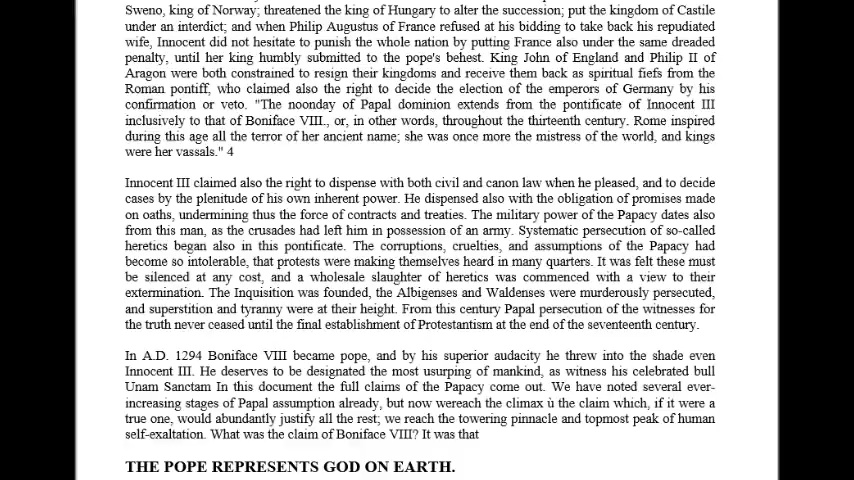 Sweno, king of Norway; threatened the king of Hungary to alter the succession; put the kingdom of Castile
under an interdict; and when Philip Augustus of France refused at his bidding to take back his repudiated
wife, Innocent did not hesitate to punish the whole nation by putting France also under the same dreaded
penalty, until her king humbly submitted to the pope's behest. King John of England and Philip II of
Aragon were both constrained to resign their kingdoms and receive them back as spiritual fiefs from the
Roman pontiff, who claimed also the right to decide the election of the emperors of Germany by his
confirmation or veto. "The noonday of Papal dominion extends from the pontificate of Innocent III
inclusively to that of Boniface VIII., or, in other words, throughout the thirteenth century. Rome inspired
during this age all the terror of her ancient name; she was once more the mistress of the world, and kings
were her vassals." 4
Innocent III claimed also the right to dispense with both civil and canon law when he pleased, and to decide
cases by the plenitude of his own inherent power. He dispensed also with the obligation of promises made
on oaths, undermining thus the force of contracts and treaties. The military power of the Papacy dates also
from this man, as the crusades had left him in possession of an army. Systematic persecution of so-called
heretics began also in this pontificate. The corruptions, cruelties, and assumptions of the Papacy had
become so intolerable, that protests were making themselves heard in many quarters. It was felt these must
be silenced at any cost, and a wholesale slaughter of heretics was commenced with a view to their
extermination. The Inquisition was founded, the Albigenses and Waldenses were murderously persecuted,
and superstition and tyranny were at their height. From this century Papal persecution of the witnesses for
the truth never ceased until the final establishment of Protestantism at the end of the seventeenth century.
In A.D. 1294 Boniface VIII became pope, and by his superior audacity he threw into the shade even
Innocent III. He deserves to be designated the most usurping of mankind, as witness his celebrated bull
Unam Sanctam In this document the full claims of the Papacy come out. We have noted several ever-
increasing stages of Papal assumption already, but now wereach the climax ù the claim which, if it were a
true one, would abundantly justify all the rest; we reach the towering pinnacle and topmost peak of human
self-exaltation. What was the claim of Boniface VIII? It was that
THE POPE REPRESENTS GOD ON EARTH.